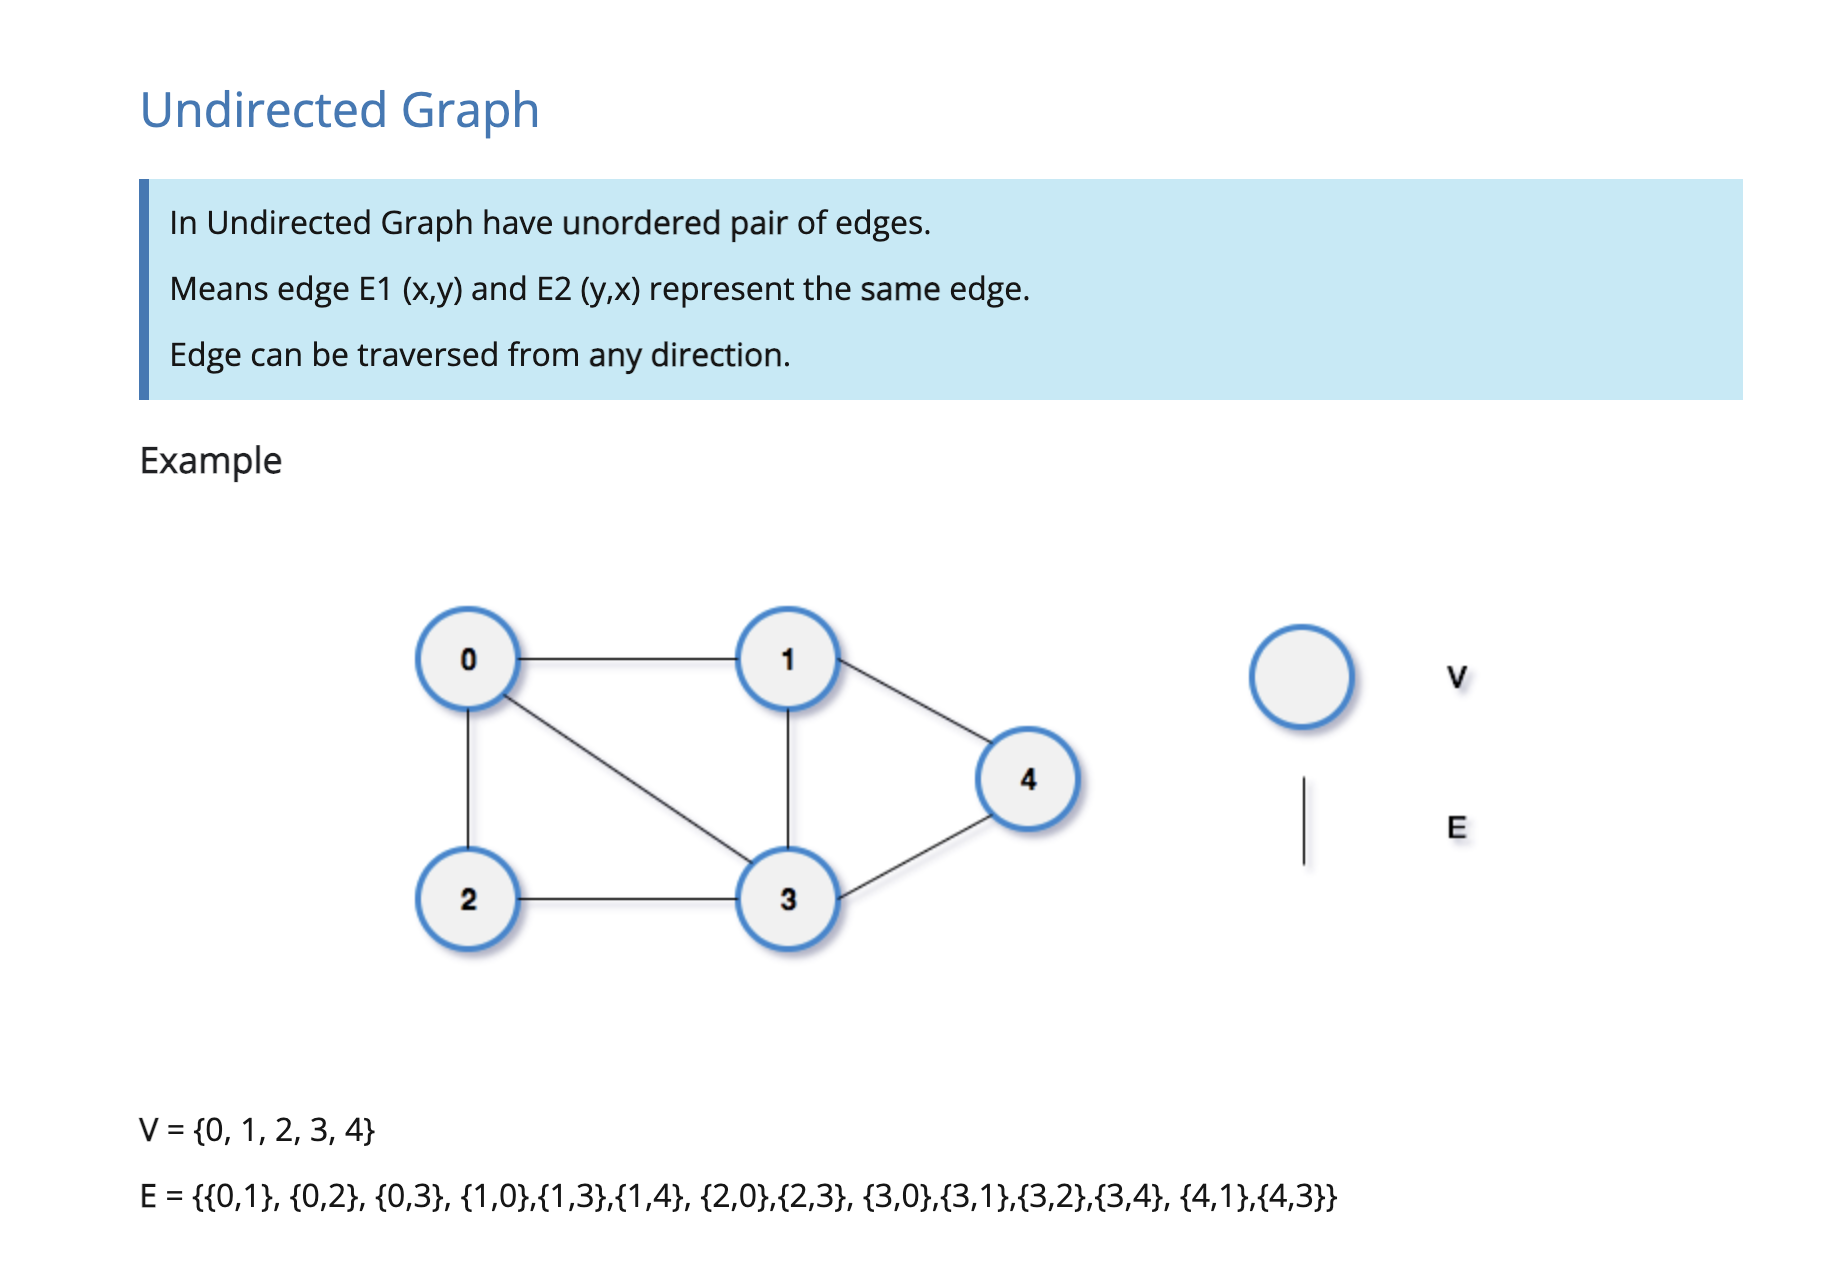 Undirected Graph
In Undirected Graph have unordered pair of edges.
Means edge E1 (x,y) and E2 (y,x) represent the same edge.
Edge can be traversed from any direction.
Example
0
1
V
4
E
2
3
V = {0, 1, 2, 3, 4}
E = {{0,1}, {0,2}, {0,3}, {1,0},{1,3},{1,4}, {2,0},{2,3}, {3,0},{3,1},{3,2},{3,4}, {4,1},{4,3}}